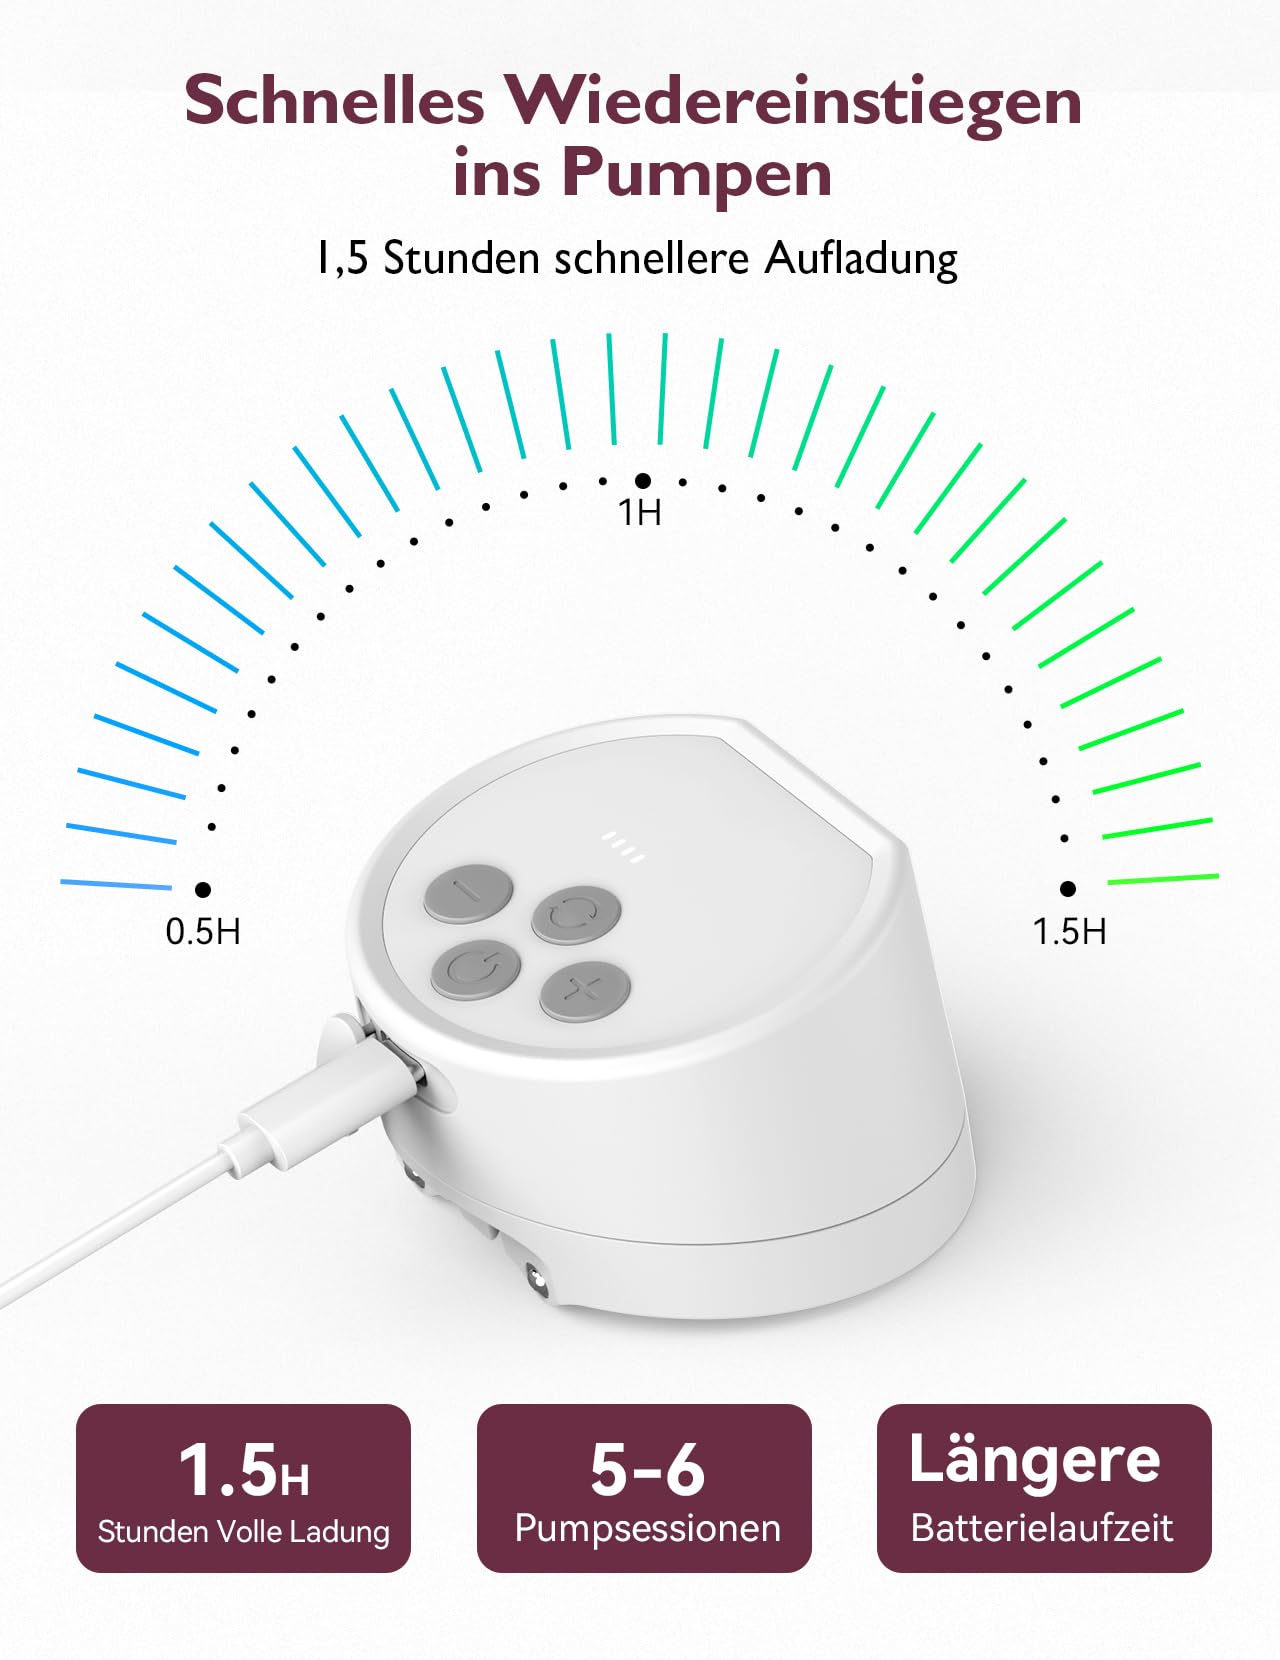 Schnelles Wiedereinstiegen
ins Pumpen
1,5 Stunden schnellere Aufladung
1H
0.5H
1.5H
1.5H
Stunden Volle Ladung
5-6
Pumpsessionen
Längere
Batterielaufzeit